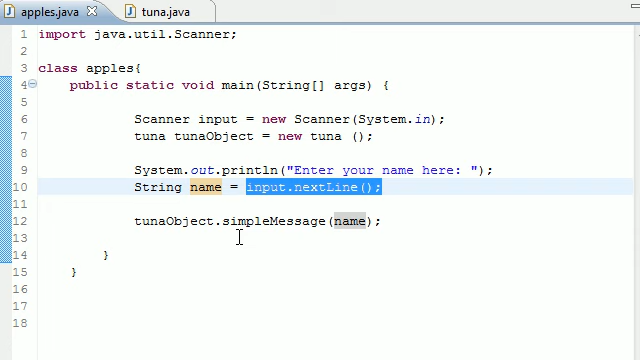 apples.java tuna.java
1 import java.util.Scanner;
2
3 class apples{
4 public static void main(String[] args) {
5
6 Scanner input = new Scanner(System.in);
7 tuna tunaObject = new tuna ();
8
9 System.out.println("Enter your name here: ");
10 String name = input.nextLine();
11
12 tunaObject.simpleMessage(name);
13
14 }
15 }
16
17
18